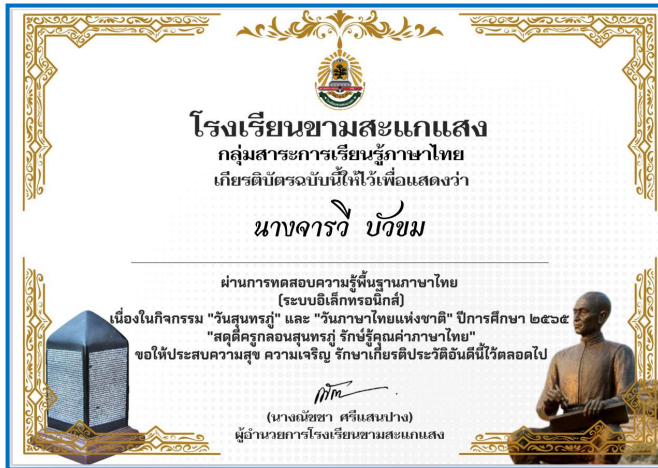 โรงเรียนขามสะแกแสง
กลุ่มสาระการเรียนรู้ภาษาไทย
เกียรติบัตรฉบับนี้ให้ไว้เพื่อแสดงว่า
นางจารวี บัวขม
ผ่านการทดสอบความรู้พื้นฐานภาษาไทย
(ระบบอิเล็กทรอนิกส์)
เนื่องในกิจกรรม "วันสุนทรภู่" และ "วันภาษาไทยแห่งชาติ" ปีการศึกษา ๒๕๖๕
"สดุดีครูกลอนสุนทรภู่ รักษ์รู้คุณค่าภาษาไทย"
ขอให้ประสบความสุข ความเจริญ รักษาเกียรติประวัติอันดีนี้ไว้ตลอดไป
(นางณัชชา ศรีแสนปาง)
ผู้อำนวยการโรงเรียนขามสะแกแสง